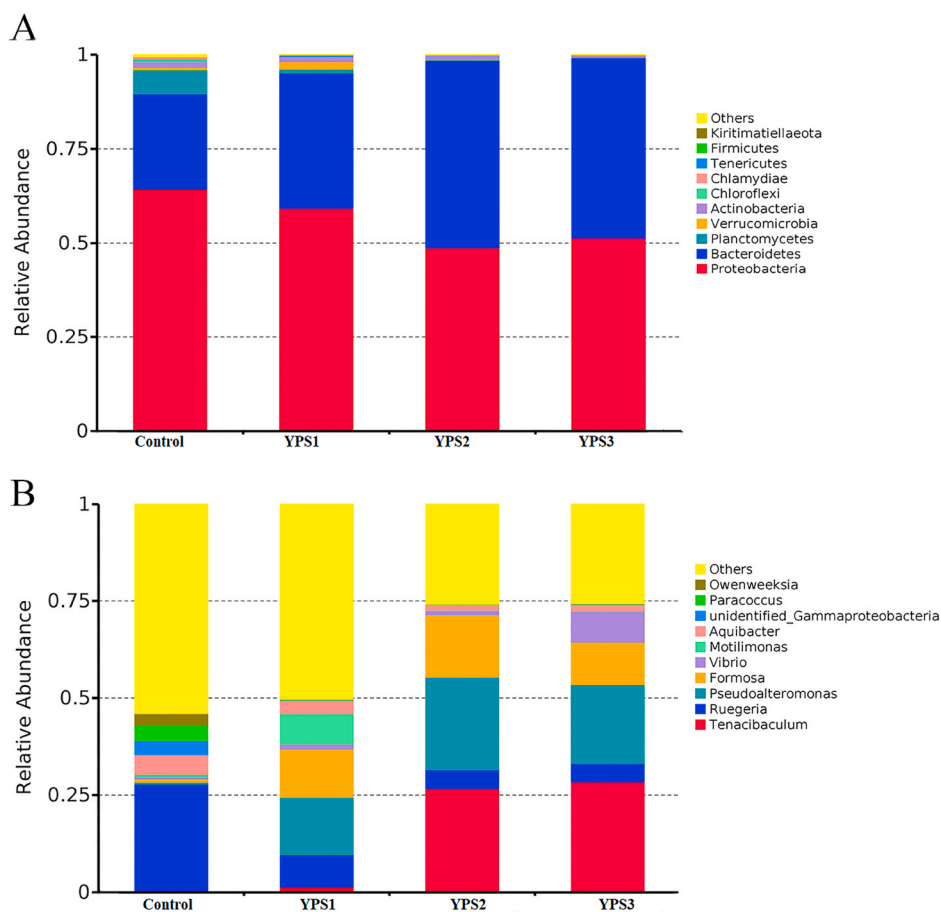 A
1
0.75
0.5
0.25
0
Relative Abundance
Control YPS1 YPS2 YPS3
Others
Kiritimatiellaeota
Firmicutes
Tenericutes
Chlamydiae
Chloroflexi
Actinobacteria
Verrucomicrobia
Planctomycetes
Bacteroidetes
Proteobacteria
B
1
0.75
0.5
0.25
0
Relative Abundance
Control YPS1 YPS2 YPS3
Others
Owenweeksia
Paracoccus
unidentified_Gammaproteobacteria
Aquibacter
Motilimonas
Vibrio
Formosa
Pseudoalteromonas
Ruegeria
Tenacibaculum